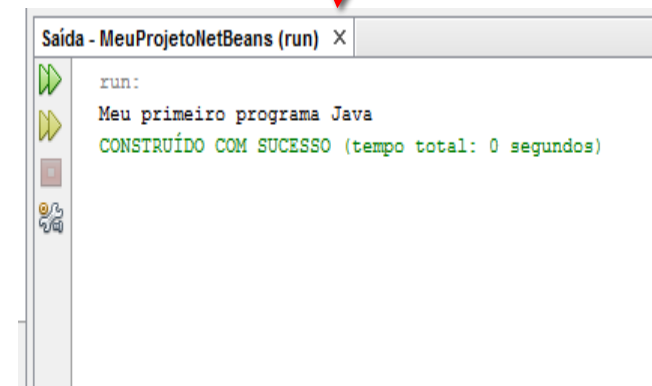 Saída - MeuProjetoNetBeans (run) ×
run:
Meu primeiro programa Java
CONSTRUÍDO COM SUCESSO (tempo total: 0 segundos)